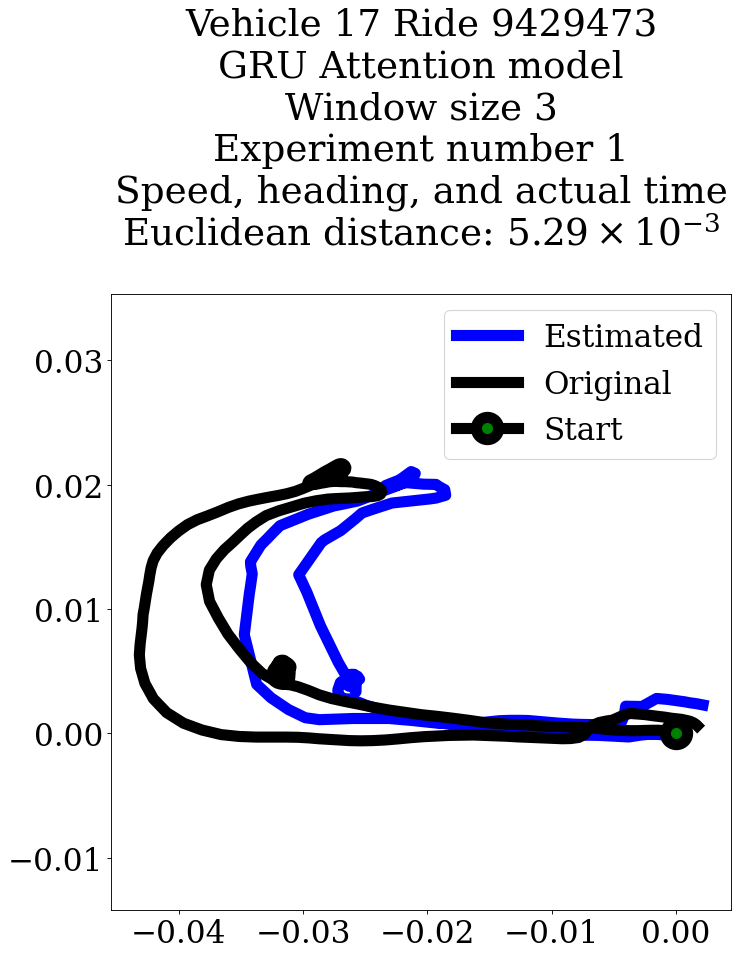 Vehicle 17 Ride 9429473
GRU Attention model
Window size 3
Experiment number 1
Speed, heading, and actual time
Euclidean distance: 5.29 × 10⁻³
Estimated
Original
Start
0.03
0.02
0.01
0.00
−0.01
−0.04
−0.03
−0.02
−0.01
0.00